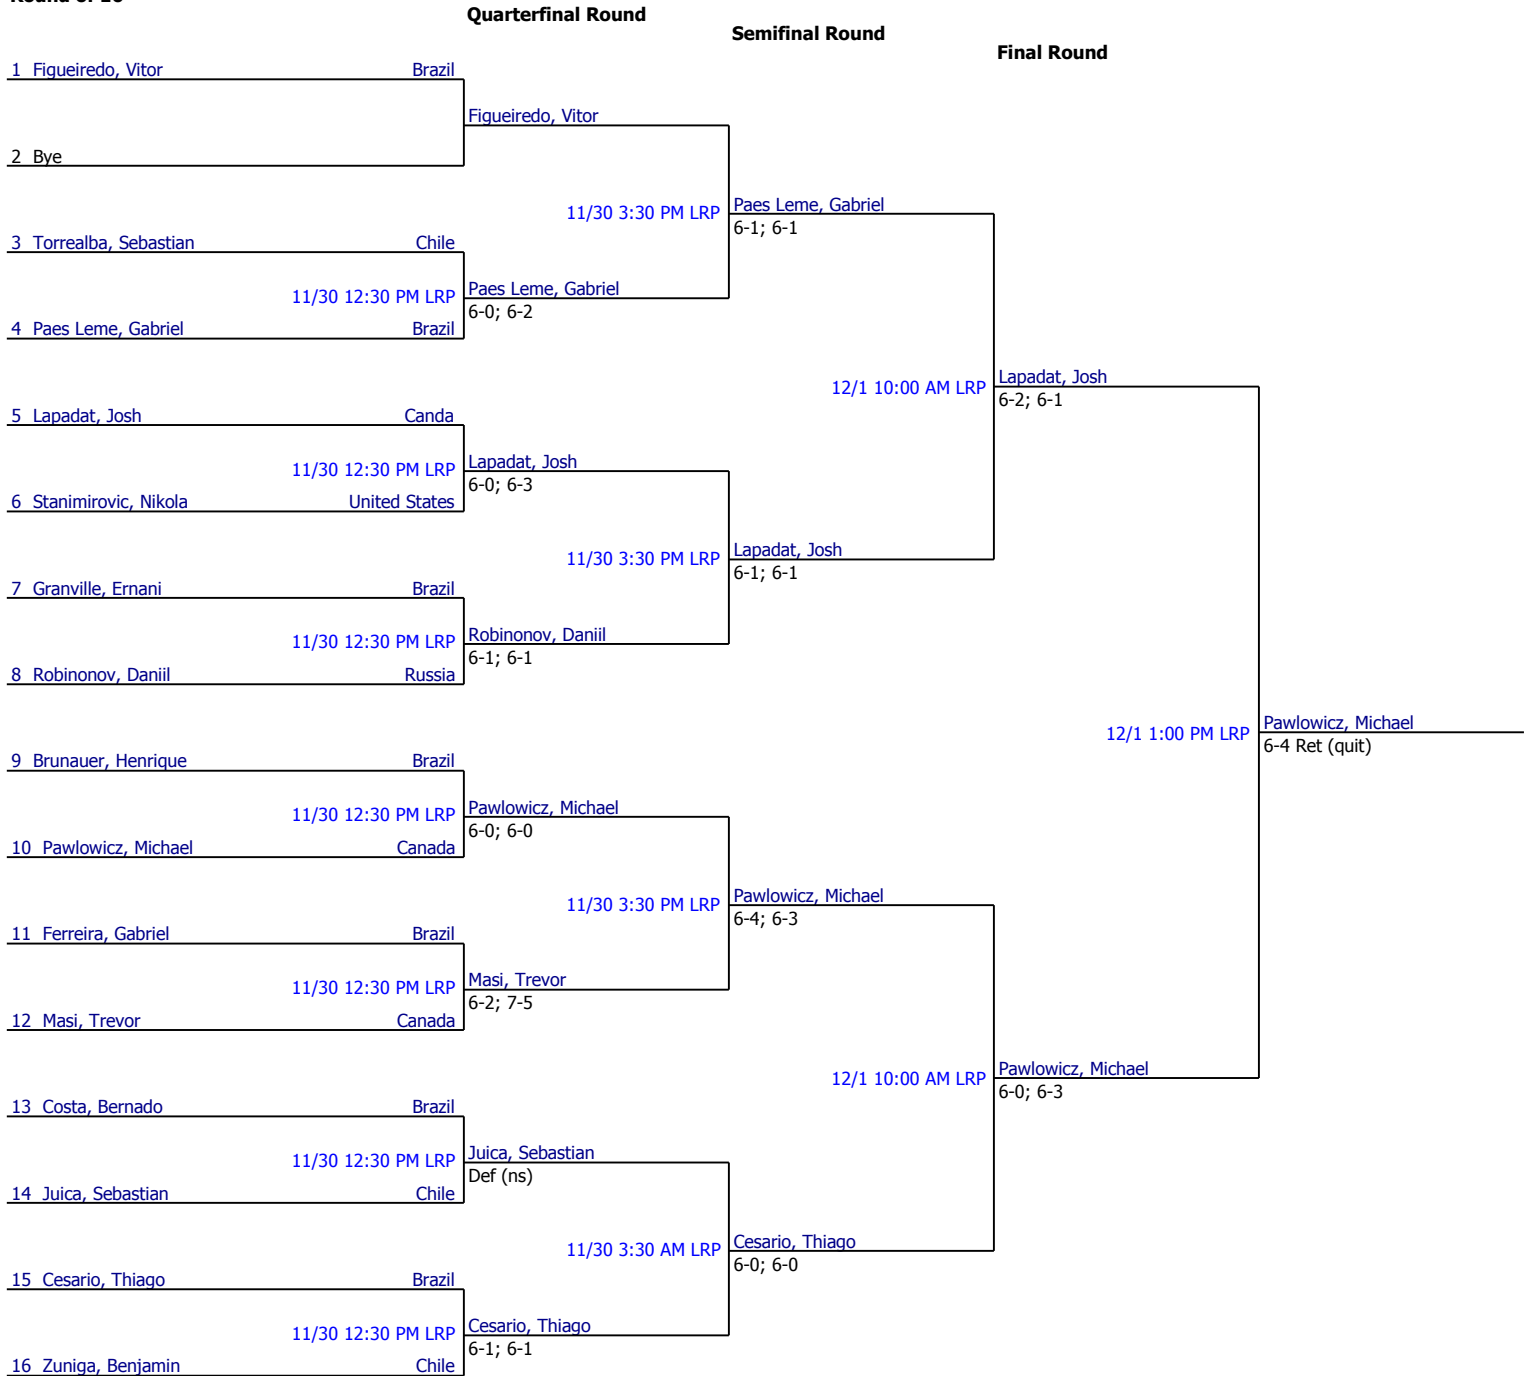 Round of 16
Quarterfinal Round
Semifinal Round
Final Round
1 Figueiredo, Vitor Brazil
Figueiredo, Vitor
2 Bye
11/30 3:30 PM LRP Paes Leme, Gabriel
6-1; 6-1
3 Torrealba, Sebastian Chile
11/30 12:30 PM LRP Paes Leme, Gabriel
6-0; 6-2
4 Paes Leme, Gabriel Brazil
12/1 10:00 AM LRP Lapadat, Josh
6-2; 6-1
5 Lapadat, Josh Canda
11/30 12:30 PM LRP Lapadat, Josh
6-0; 6-3
6 Stanimirovic, Nikola United States
11/30 3:30 PM LRP Lapadat, Josh
6-1; 6-1
7 Granville, Ernani Brazil
11/30 12:30 PM LRP Robinonov, Daniil
6-1; 6-1
8 Robinonov, Daniil Russia
12/1 1:00 PM LRP Pawlowicz, Michael
6-4 Ret (quit)
9 Brunauer, Henrique Brazil
11/30 12:30 PM LRP Pawlowicz, Michael
6-0; 6-0
10 Pawlowicz, Michael Canada
11/30 3:30 PM LRP Pawlowicz, Michael
6-4; 6-3
11 Ferreira, Gabriel Brazil
11/30 12:30 PM LRP Masi, Trevor
6-2; 7-5
12 Masi, Trevor Canada
12/1 10:00 AM LRP Pawlowicz, Michael
6-0; 6-3
13 Costa, Bernado Brazil
11/30 12:30 PM LRP Juica, Sebastian
Def (ns)
14 Juica, Sebastian Chile
11/30 3:30 AM LRP Cesario, Thiago
6-0; 6-0
15 Cesario, Thiago Brazil
11/30 12:30 PM LRP Cesario, Thiago
6-1; 6-1
16 Zuniga, Benjamin Chile